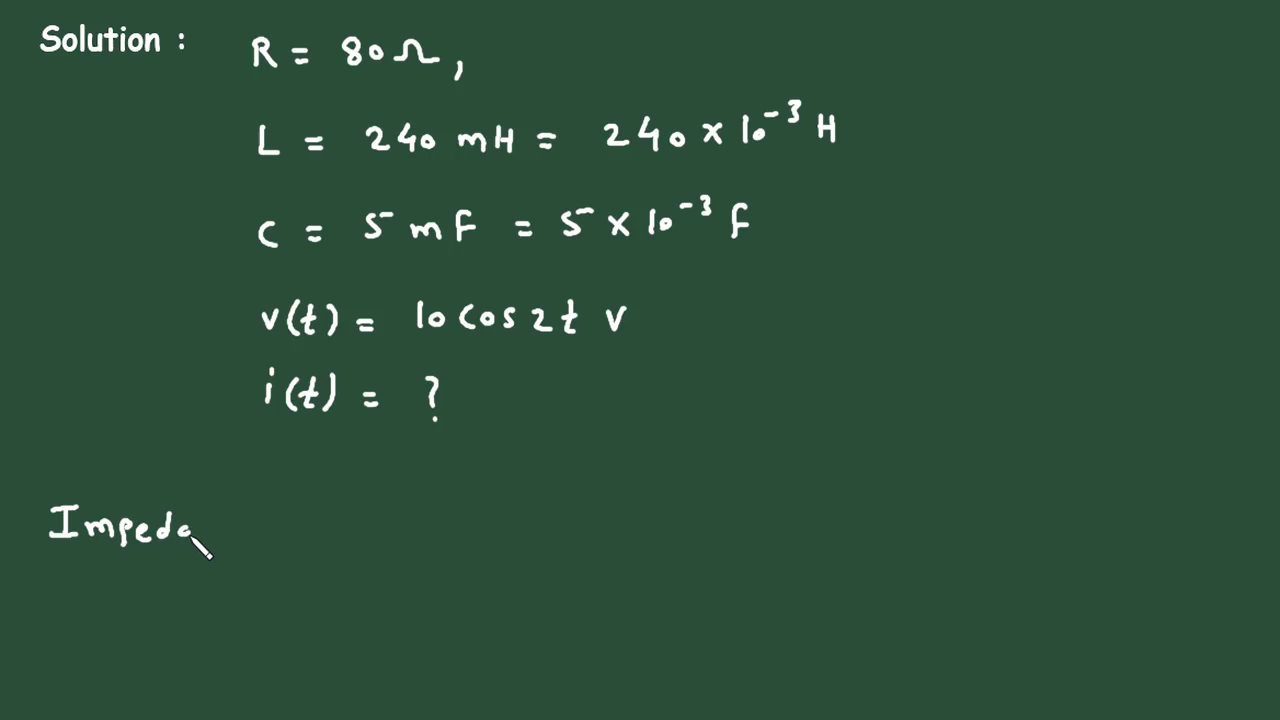 Solution :
R = 80Ω,
L = 240 mH = 240 × 10⁻³ H
C = 5 mF = 5 × 10⁻³ F
v(t) = 10 cos 2t v
i(t) = ?
Impeda